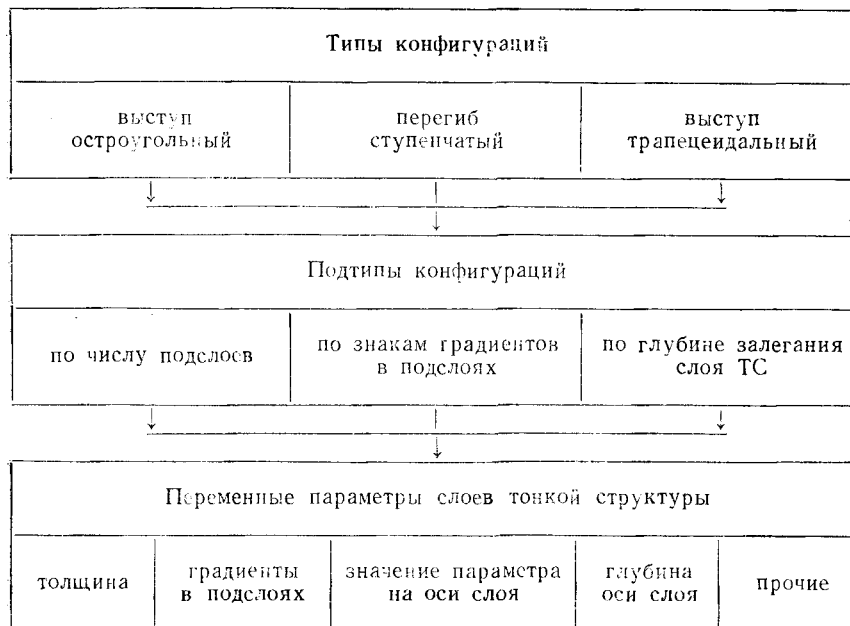 Типы конфигураций
выступ остроугольный
перегиб ступенчатый
выступ трапецеидальный
Подтипы конфигураций
по числу подслоев
по знакам градиентов в подслоях
по глубине залегания слоя ТС
Переменные параметры слоев тонкой структуры
толщина
градиенты в подслоях
значение параметра на оси слоя
глубина оси слоя
прочие